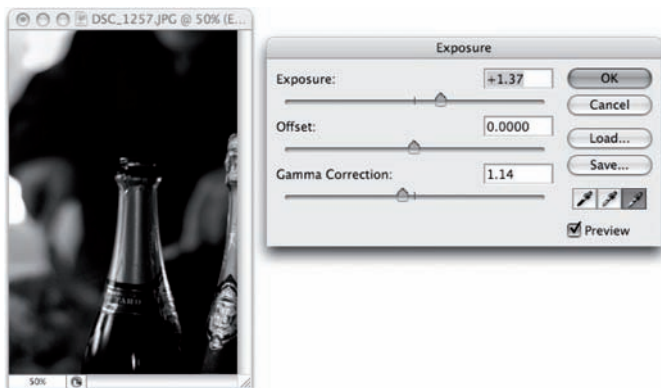 DSC_1257.JPG @ 50% (E...
50%
Exposure
Exposure:
+1.37
Offset:
0.0000
Gamma Correction:
1.14
OK
Cancel
Load...
Save...
Preview